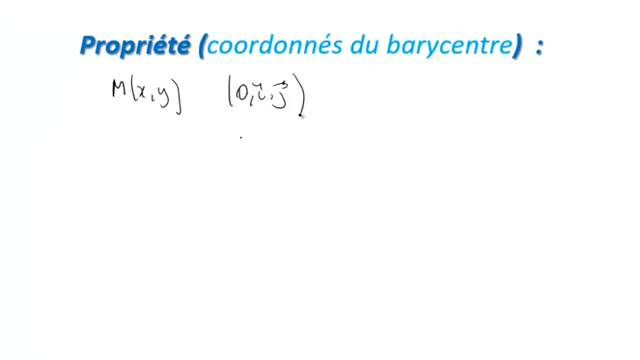 Propriété (coordonnés du barycentre) :
M(x,y) (O,i⃗,j⃗)